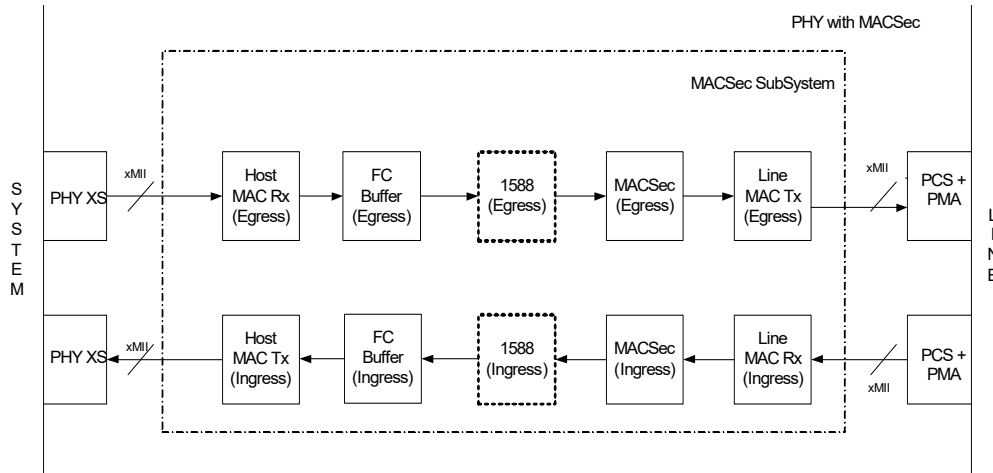 PHY with MACSec
MACSec SubSystem
SYSTEM
PHY XS
xMII
Host
MAC Rx
(Egress)
FC
Buffer
(Egress)
1588
(Egress)
MACSec
(Egress)
Line
MAC Tx
(Egress)
xMII
PCS +
PMA
LINE
PHY XS
xMII
Host
MAC Tx
(Ingress)
FC
Buffer
(Ingress)
1588
(Ingress)
MACSec
(Ingress)
Line
MAC Rx
(Ingress)
xMII
PCS +
PMA